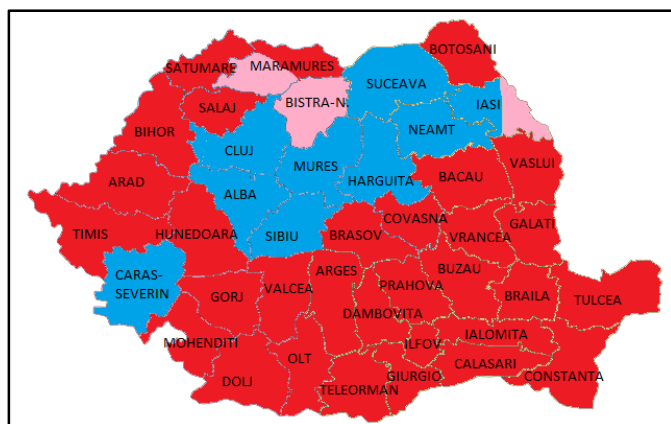 BOTOSANI
MARAMURES
SATUMARE
SUCEAVA
BISTRA-N.
IASI
SALAJ
NEAMT
BIHOR
CLUJ
VASLUI
MURES
BACAU
ARAD
ALBA
HARGUITA
COVASNA
GALATI
TIMIS
HUNEDOARA
SIBIU
BRASOV
VRANCEA
CARAS-
SEVERIN
ARGES
BUZAU
GORJ
VALCEA
PRAHOVA
BRAILA
TULCEA
DAMBOVITA
IALOMITA
MOHENDITI
ILFOV
OLT
CALASARI
DOLJ
TELEORMAN
GIURGIO
CONSTANTA